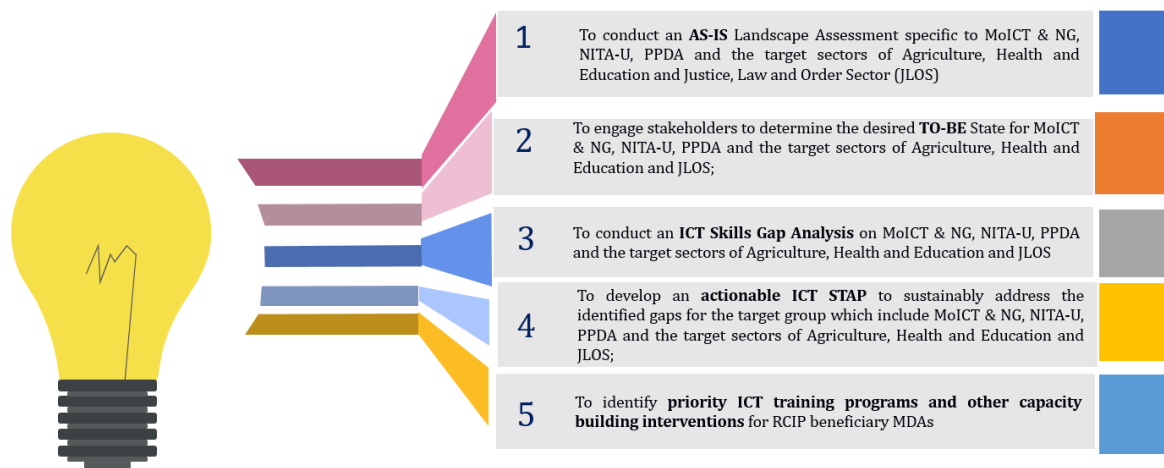 1
To conduct an AS-IS Landscape Assessment specific to MoICT & NG,
NITA-U, PPDA and the target sectors of Agriculture, Health and
Education and Justice, Law and Order Sector (JLOS)
2
To engage stakeholders to determine the desired TO-BE State for MoICT
& NG, NITA-U, PPDA and the target sectors of Agriculture, Health and
Education and JLOS;
3
To conduct an ICT Skills Gap Analysis on MoICT & NG, NITA-U, PPDA
and the target sectors of Agriculture, Health and Education and JLOS
4
To develop an actionable ICT STAP to sustainably address the
identified gaps for the target group which include MoICT & NG, NITA-U,
PPDA and the target sectors of Agriculture, Health and Education and
JLOS;
5
To identify priority ICT training programs and other capacity
building interventions for RCIP beneficiary MDAs